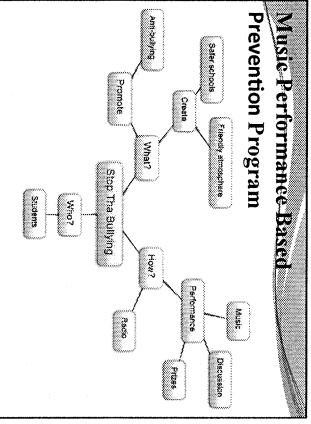 Music Performance Based
Prevention Program
Safer schools
Friendly atmosphere
Create
Anti-bullying
Promote
What?
Stop Tha Bullying
Who?
Students
How?
Performance
Music
Discussion
Prizes
Radio